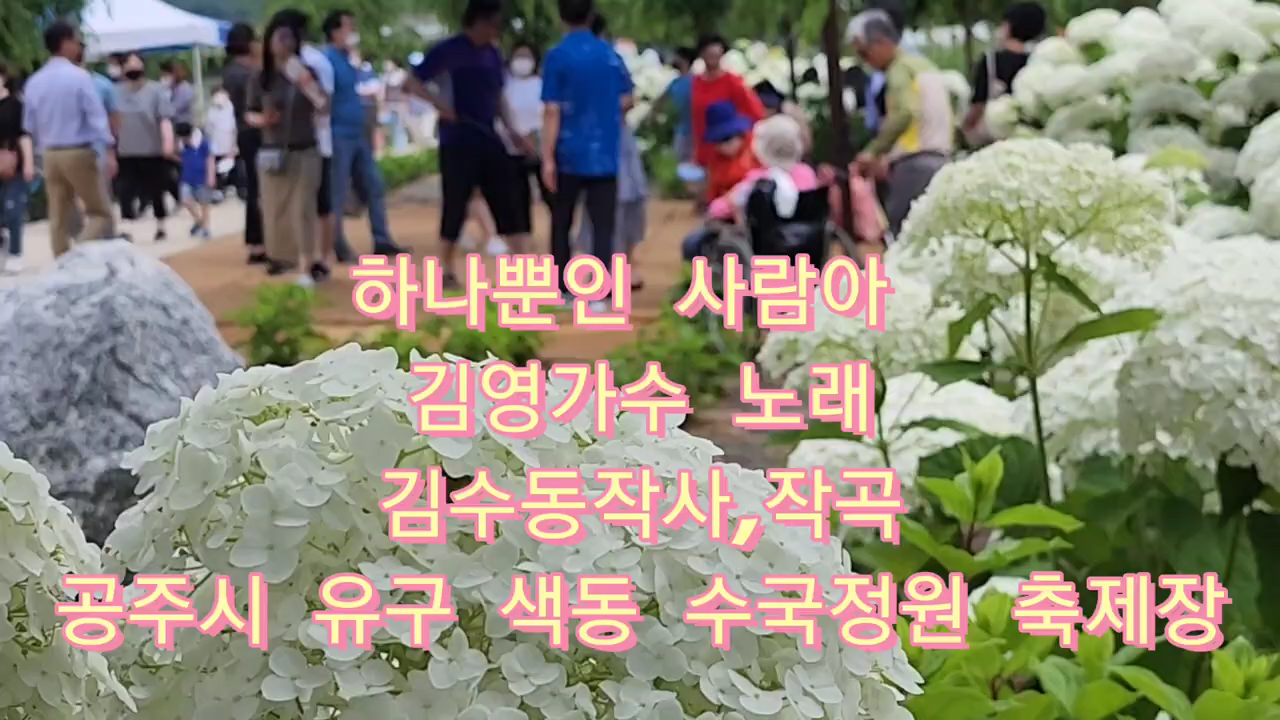 하나뿐인 사람아
김영가수 노래
김수동작사,작곡
공주시 유구 색동 수국정원 축제장